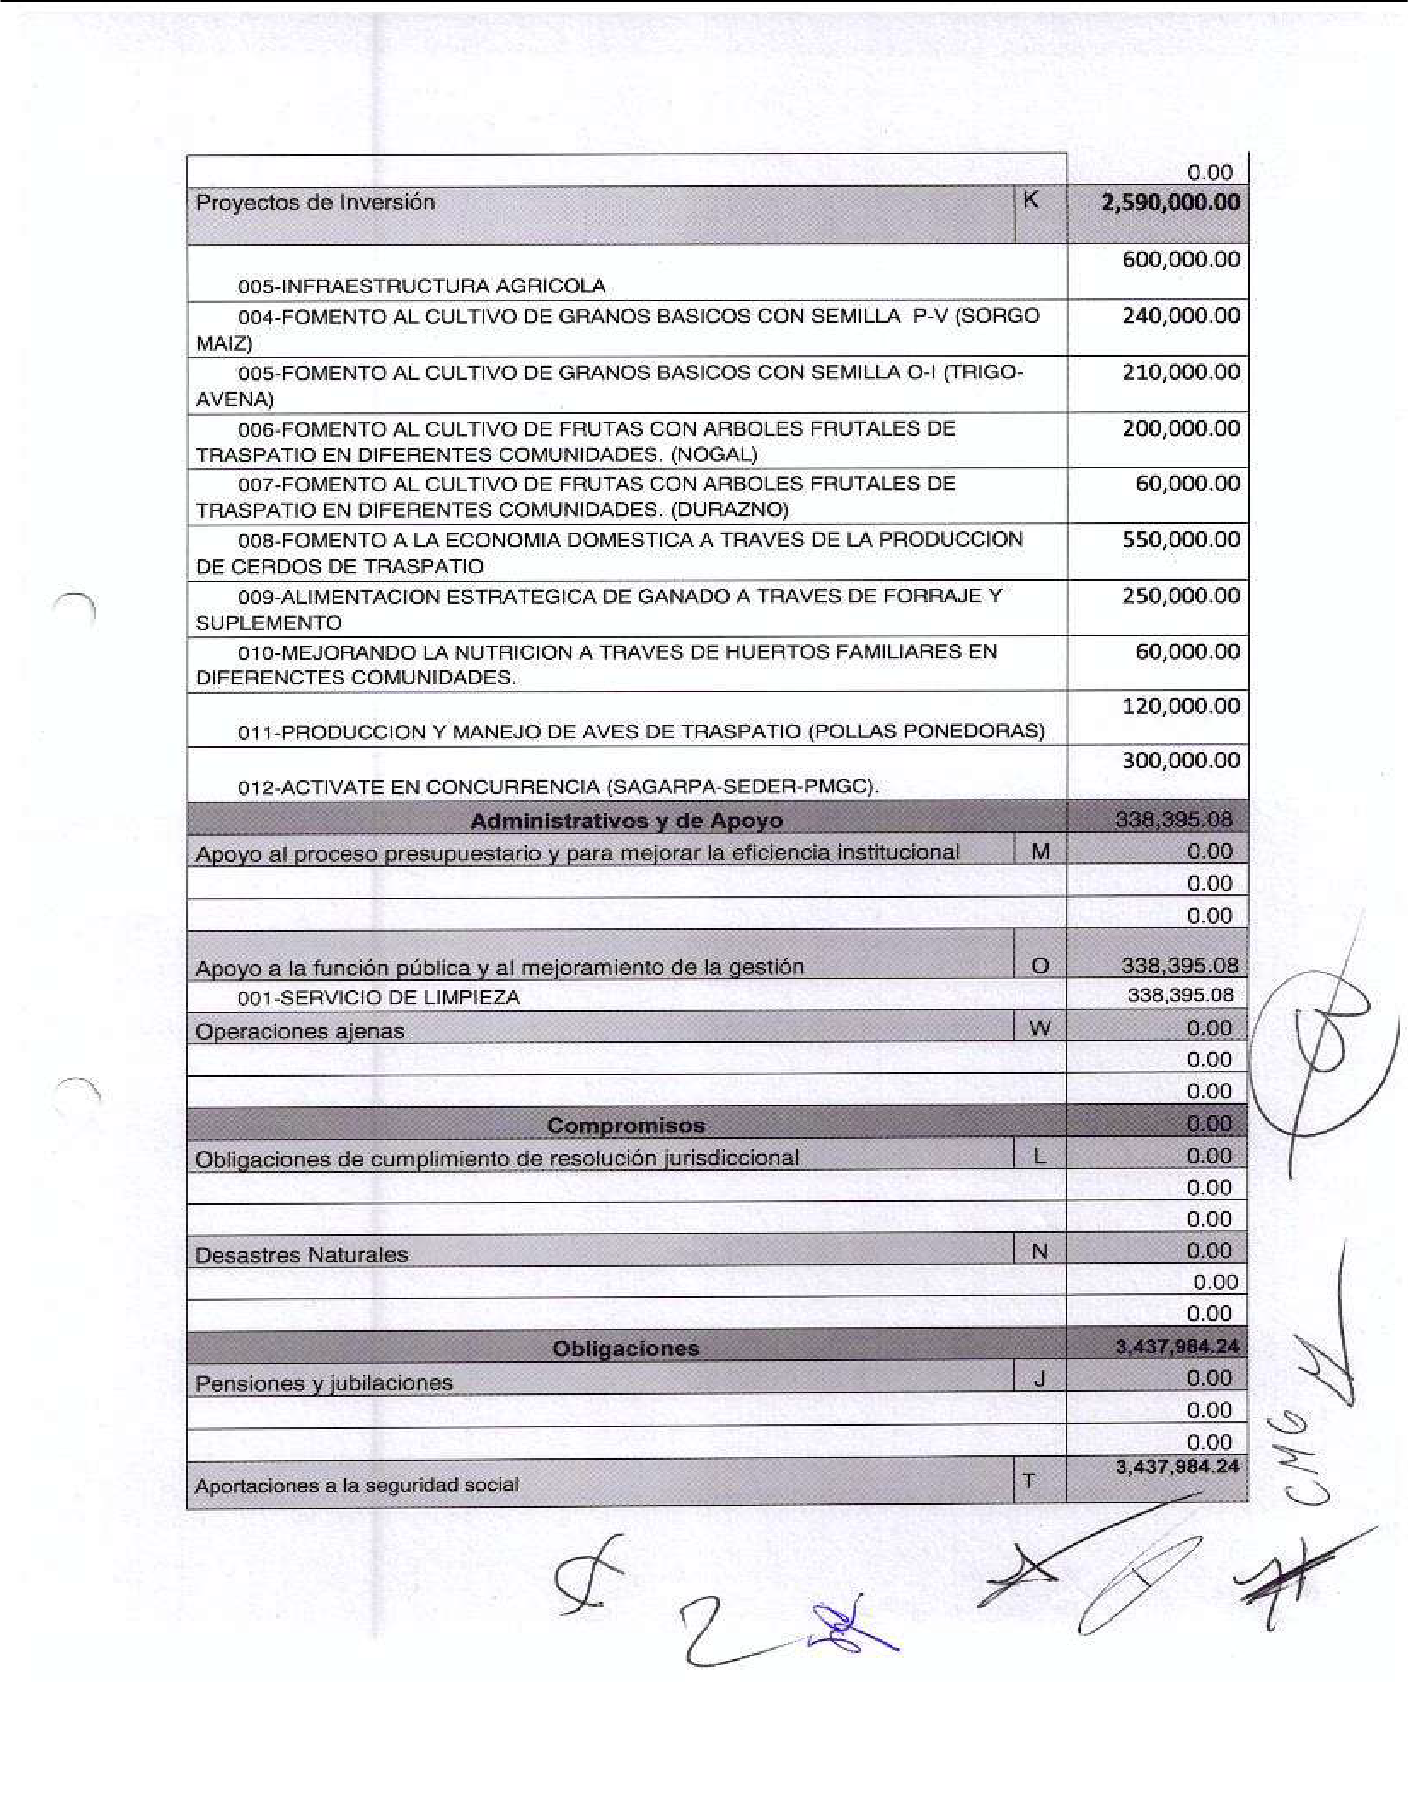 0.00
Proyectos de Inversión K 2,590,000.00
600,000.00
005-INFRAESTRUCTURA AGRICOLA
004-FOMENTO AL CULTIVO DE GRANOS BASICOS CON SEMILLA P-V (SORGO 240,000.00
MAIZ)
005-FOMENTO AL CULTIVO DE GRANOS BASICOS CON SEMILLA O-I (TRIGO- 210,000.00
AVENA)
006-FOMENTO AL CULTIVO DE FRUTAS CON ARBOLES FRUTALES DE 200,000.00
TRASPATIO EN DIFERENTES COMUNIDADES. (NOGAL)
007-FOMENTO AL CULTIVO DE FRUTAS CON ARBOLES FRUTALES DE 60,000.00
TRASPATIO EN DIFERENTES COMUNIDADES. (DURAZNO)
008-FOMENTO A LA ECONOMIA DOMESTICA A TRAVES DE LA PRODUCCION 550,000.00
DE CERDOS DE TRASPATIO
009-ALIMENTACION ESTRATEGICA DE GANADO A TRAVES DE FORRAJE Y 250,000.00
SUPLEMENTO
010-MEJORANDO LA NUTRICION A TRAVES DE HUERTOS FAMILIARES EN 60,000.00
DIFERENCTES COMUNIDADES.
120,000.00
011-PRODUCCION Y MANEJO DE AVES DE TRASPATIO (POLLAS PONEDORAS)
300,000.00
012-ACTIVATE EN CONCURRENCIA (SAGARPA-SEDER-PMGC).
Administrativos y de Apoyo 338,395.08
Apoyo al proceso presupuestario y para mejorar la eficiencia institucional M 0.00
0.00
0.00
Apoyo a la función pública y al mejoramiento de la gestión O 338,395.08
001-SERVICIO DE LIMPIEZA 338,395.08
Operaciones ajenas W 0.00
0.00
0.00
Compromisos 0.00
Obligaciones de cumplimiento de resolución jurisdiccional L 0.00
0.00
0.00
Desastres Naturales N 0.00
0.00
0.00
Obligaciones 3,437,984.24
Pensiones y jubilaciones J 0.00
0.00
0.00
3,437,984.24
Aportaciones a la seguridad social T
CMG